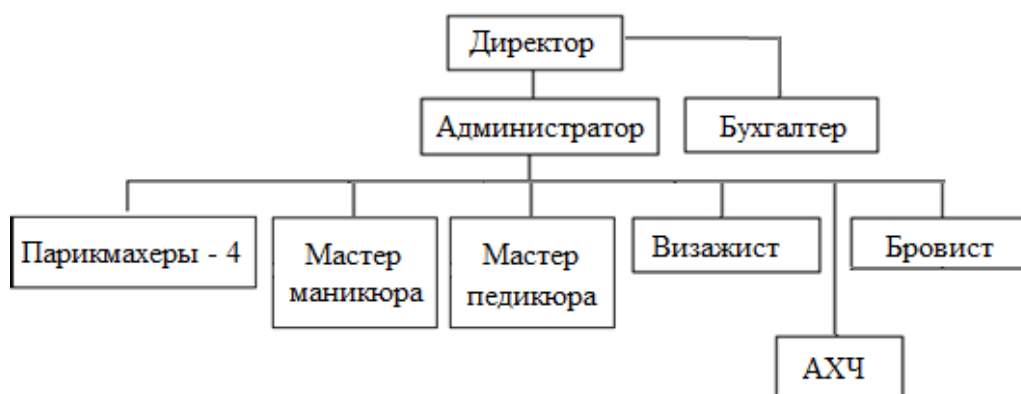 Директор
Администратор
Бухгалтер
Парикмахеры - 4
Мастер
маникюра
Мастер
педикюра
Визажист
Бровист
АХЧ